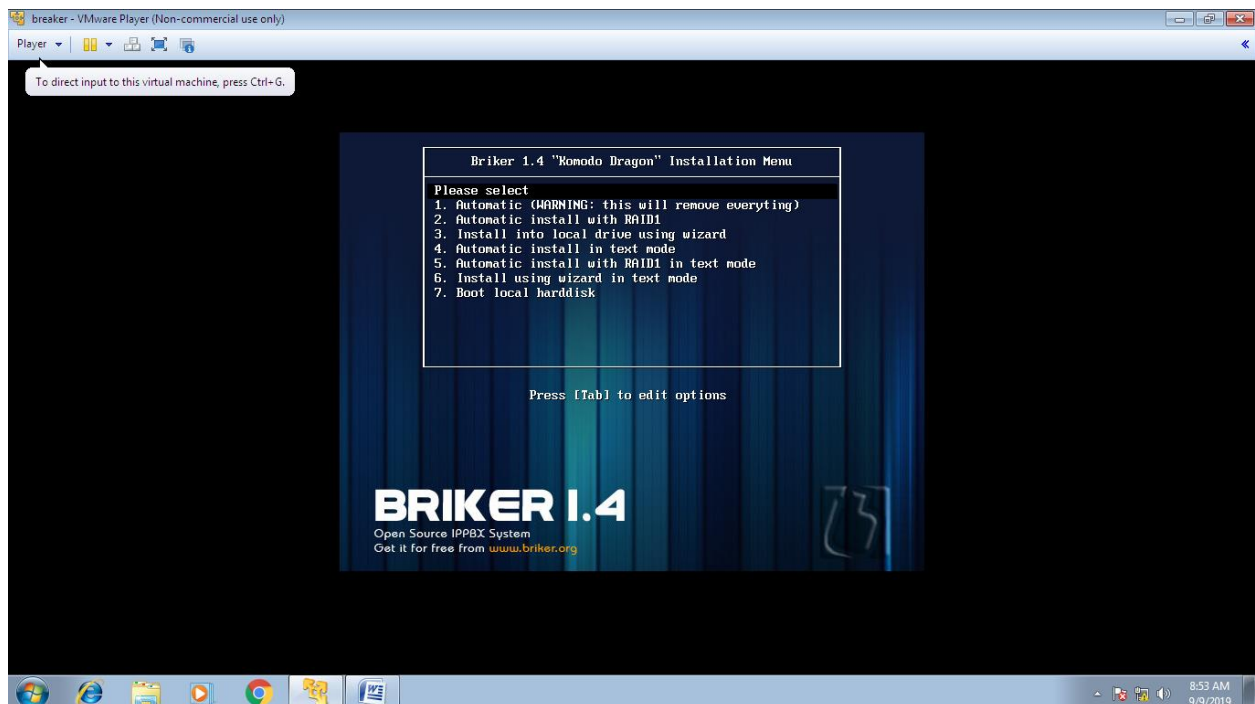 breaker - VMware Player (Non-commercial use only)
Player
To direct input to this virtual machine, press Ctrl+G.
Briker 1.4 "Komodo Dragon" Installation Menu
Please select
1. Automatic (WARNING: this will remove everyting)
2. Automatic install with RAID1
3. Install into local drive using wizard
4. Automatic install in text mode
5. Automatic install with RAID1 in text mode
6. Install using wizard in text mode
7. Boot local harddisk
Press [Tab] to edit options
BRIKER 1.4
Open Source IPPBX System
Get it for free from www.briker.org
8:53 AM
9/9/2019